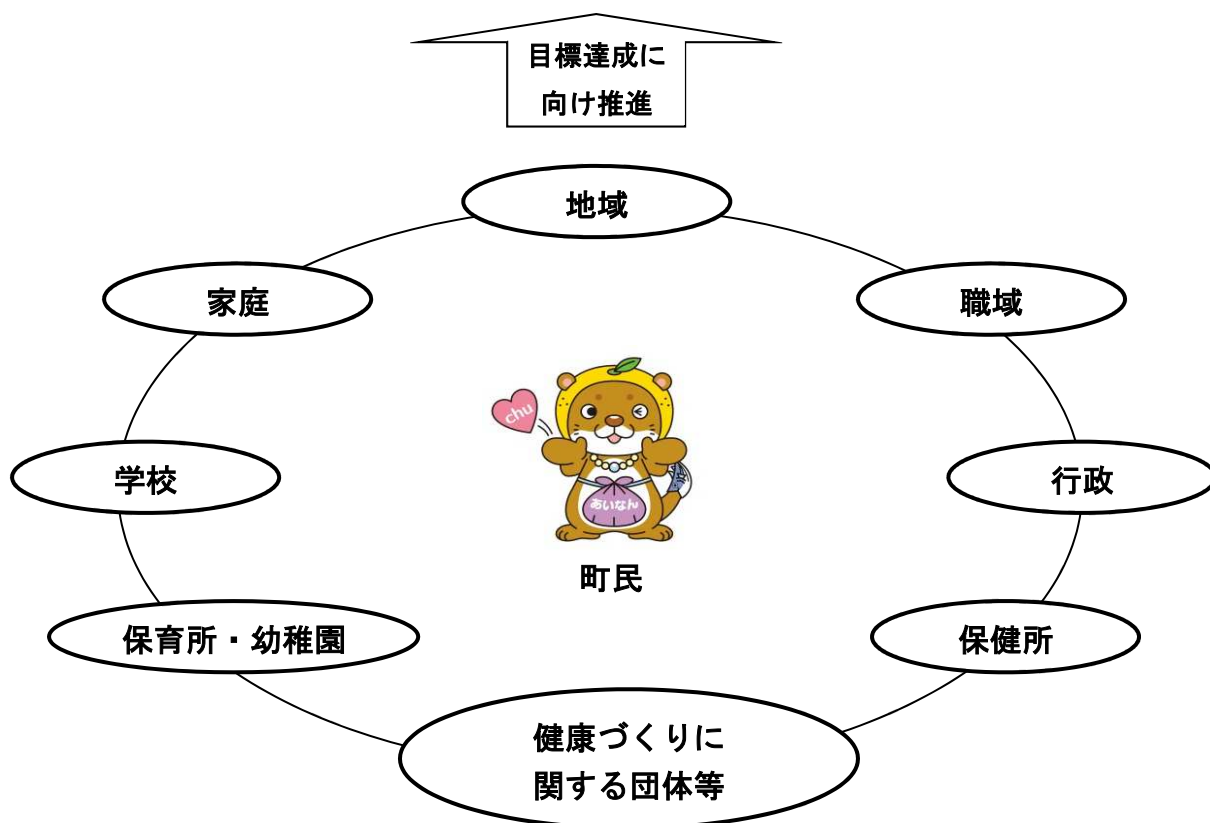 目標達成に
向け推進
地域
家庭
職域
chu
学校
行政
あいなん
町民
保育所・幼稚園
保健所
健康づくりに
関する団体等